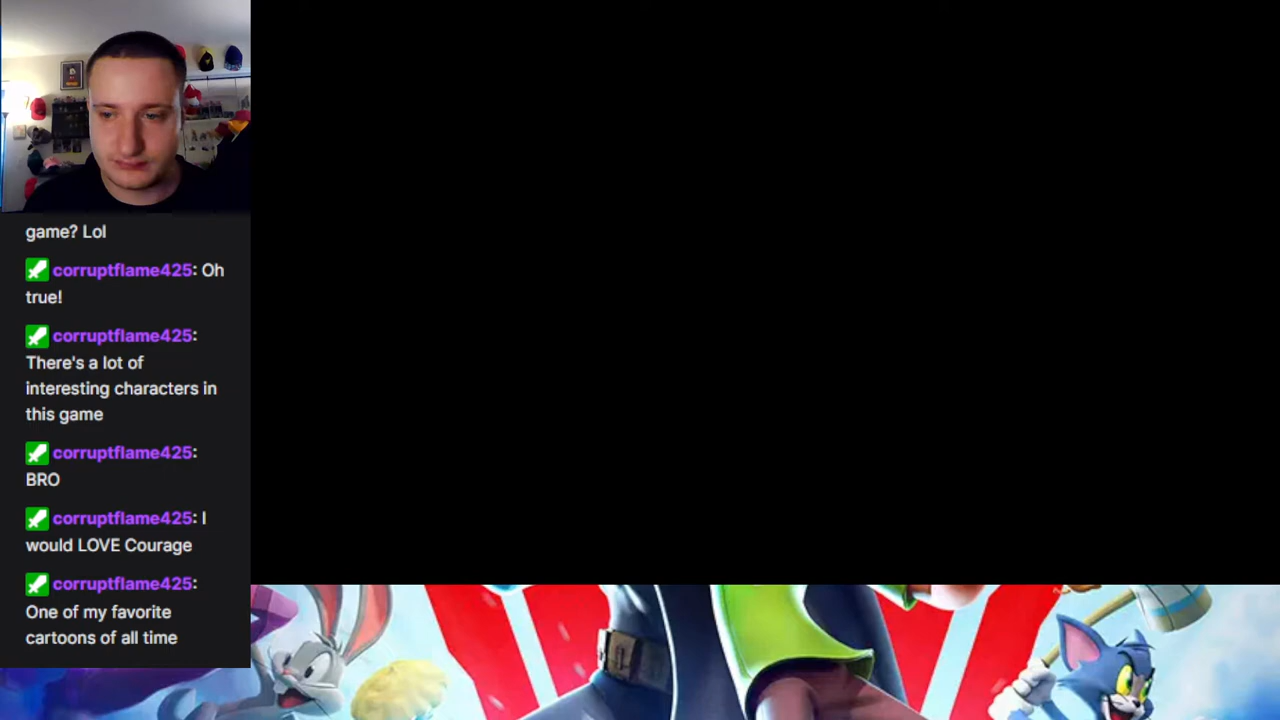 game? Lol
corruptflame425: Oh
true!
corruptflame425:
There's a lot of
interesting characters in
this game
corruptflame425:
BRO
corruptflame425: I
would LOVE Courage
corruptflame425:
One of my favorite
cartoons of all time